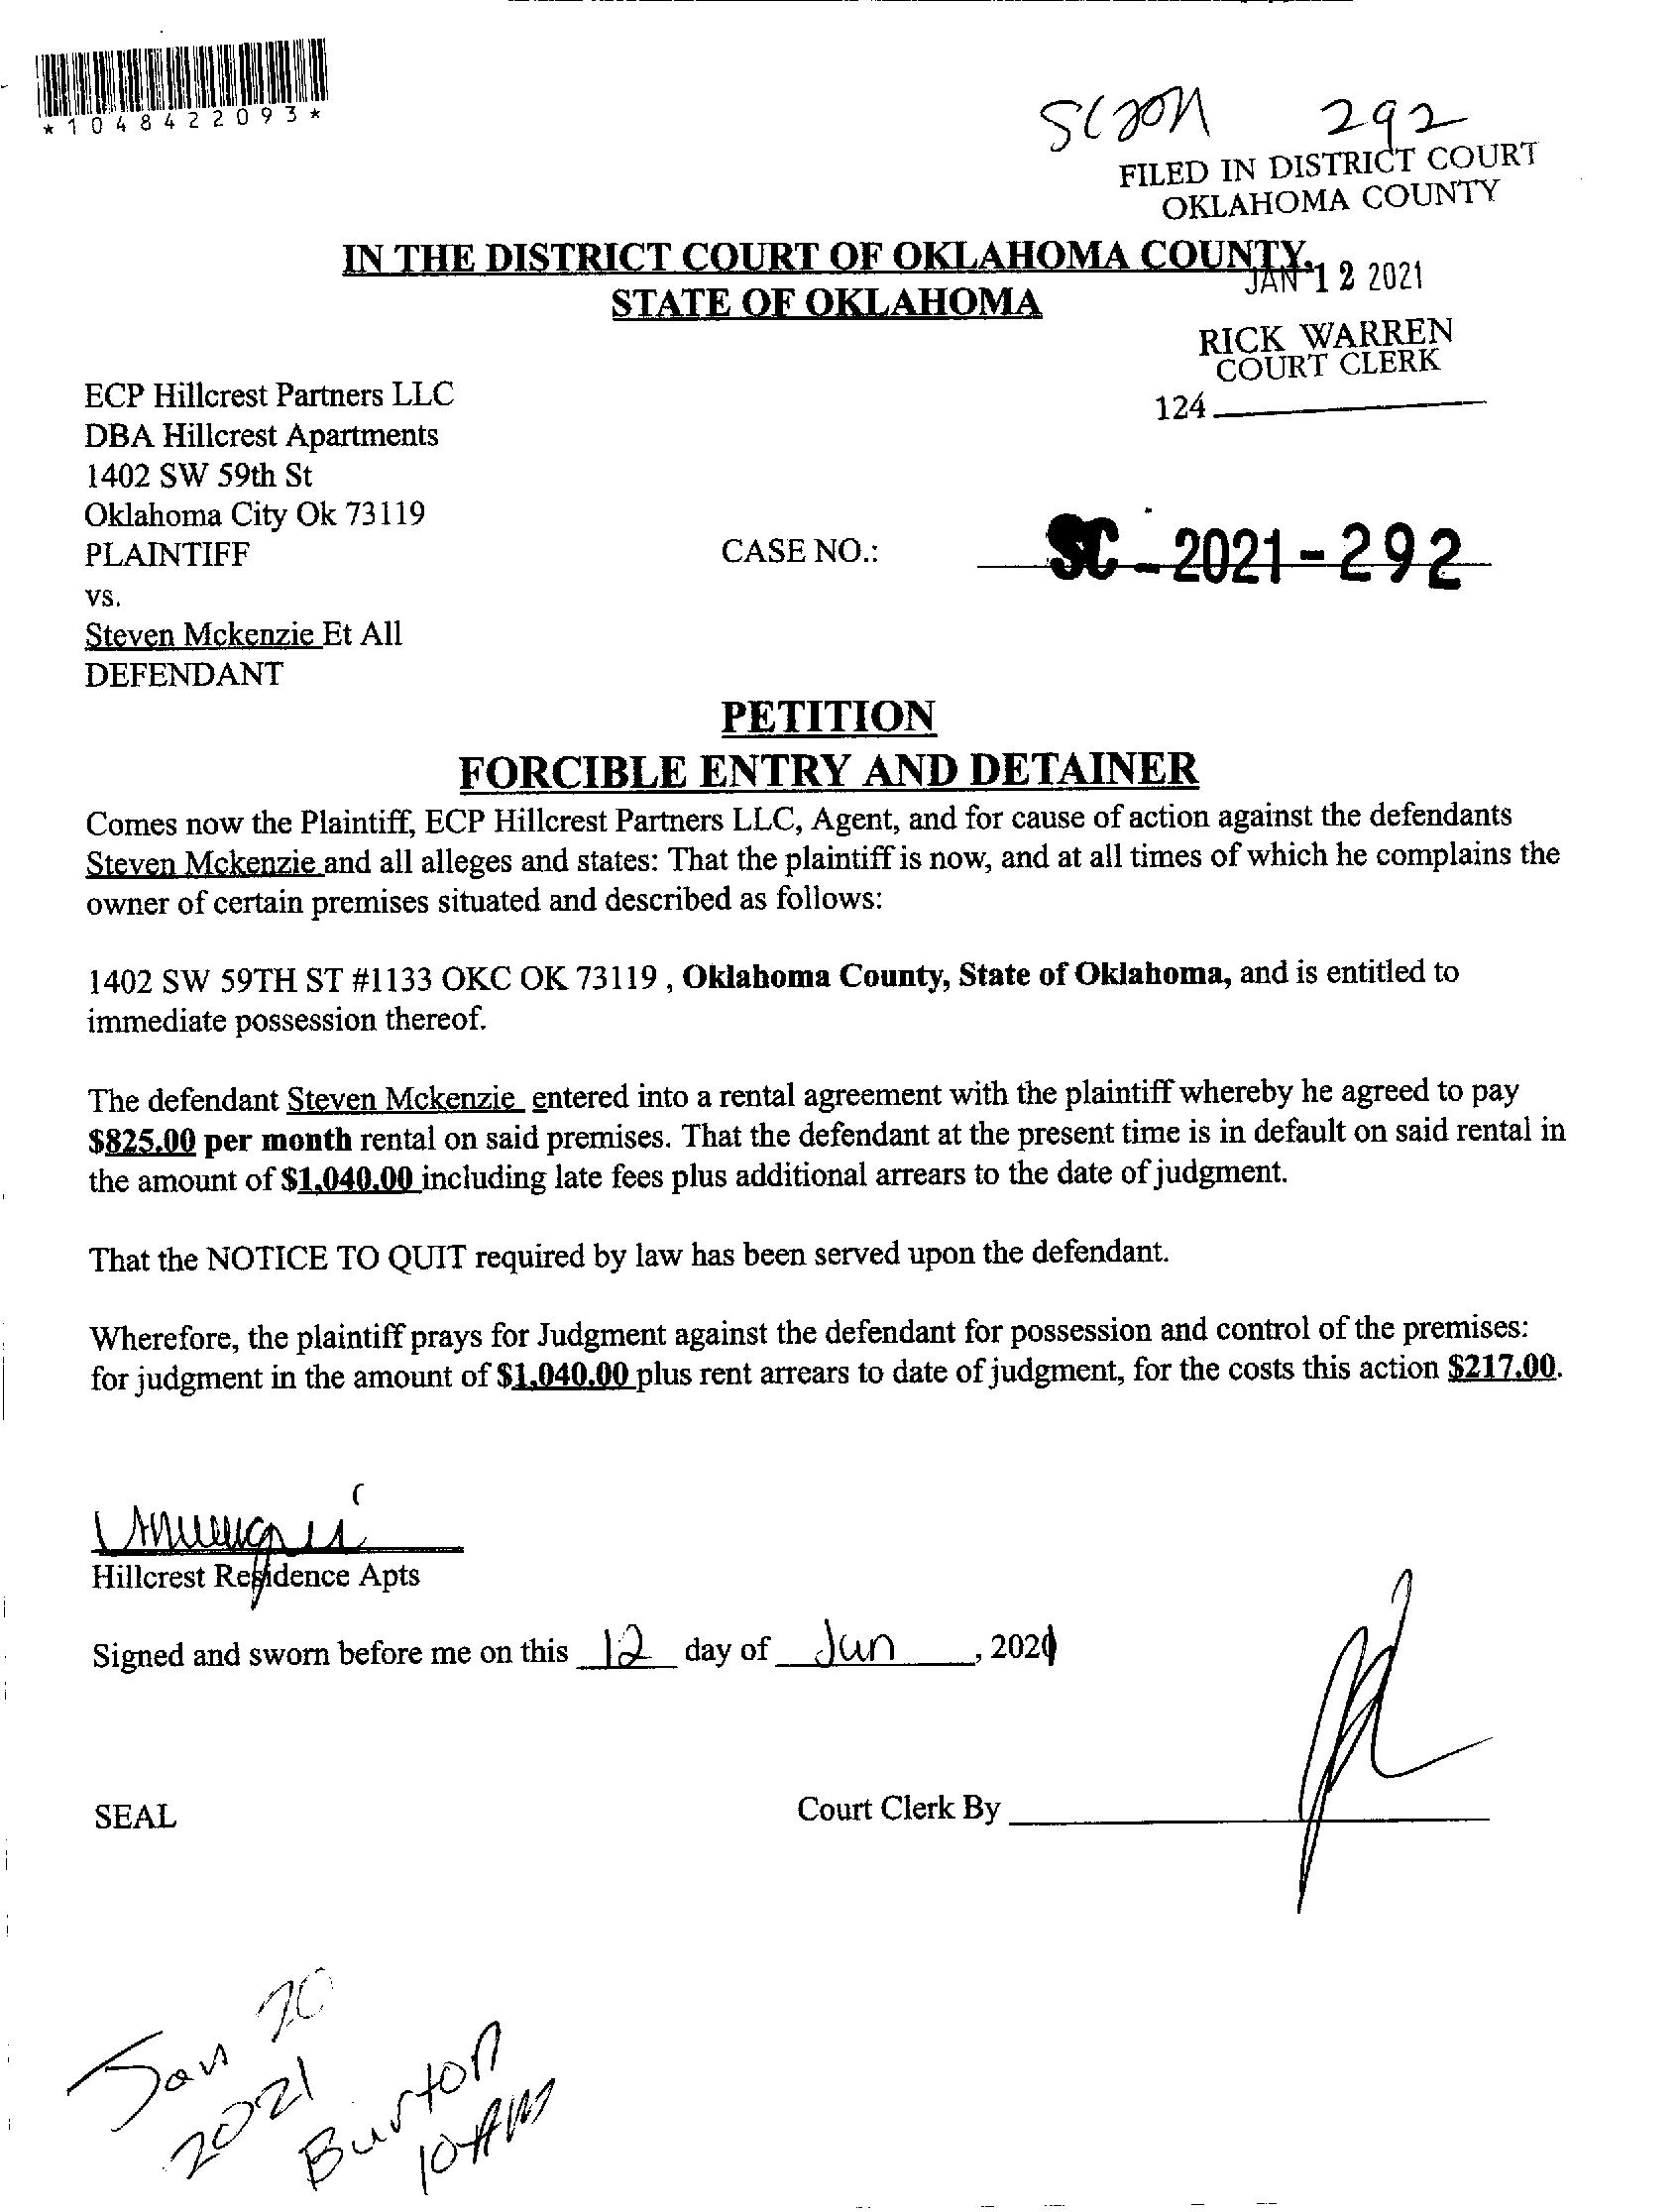 *1048422093*
SC2021 292
FILED IN DISTRICT COURT
OKLAHOMA COUNTY
IN THE DISTRICT COURT OF OKLAHOMA COUNTY,
STATE OF OKLAHOMA
JAN 12 2021
RICK WARREN
COURT CLERK
124
ECP Hillcrest Partners LLC
DBA Hillcrest Apartments
1402 SW 59th St
Oklahoma City Ok 73119
PLAINTIFF
CASE NO.: SC - 2021 - 292
vs.
Steven Mckenzie Et All
DEFENDANT
PETITION
FORCIBLE ENTRY AND DETAINER
Comes now the Plaintiff, ECP Hillcrest Partners LLC, Agent, and for cause of action against the defendants
Steven Mckenzie and all alleges and states: That the plaintiff is now, and at all times of which he complains the
owner of certain premises situated and described as follows:
1402 SW 59TH ST #1133 OKC OK 73119 , Oklahoma County, State of Oklahoma, and is entitled to
immediate possession thereof.
The defendant Steven Mckenzie entered into a rental agreement with the plaintiff whereby he agreed to pay
$825.00 per month rental on said premises. That the defendant at the present time is in default on said rental in
the amount of $1,040.00 including late fees plus additional arrears to the date of judgment.
That the NOTICE TO QUIT required by law has been served upon the defendant.
Wherefore, the plaintiff prays for Judgment against the defendant for possession and control of the premises:
for judgment in the amount of $1,040.00 plus rent arrears to date of judgment, for the costs this action $217.00.
Hillcrest Residence Apts
Signed and sworn before me on this 12 day of Jan, 2021
SEAL
Court Clerk By
Jan 20
2021
Burton
10 AM